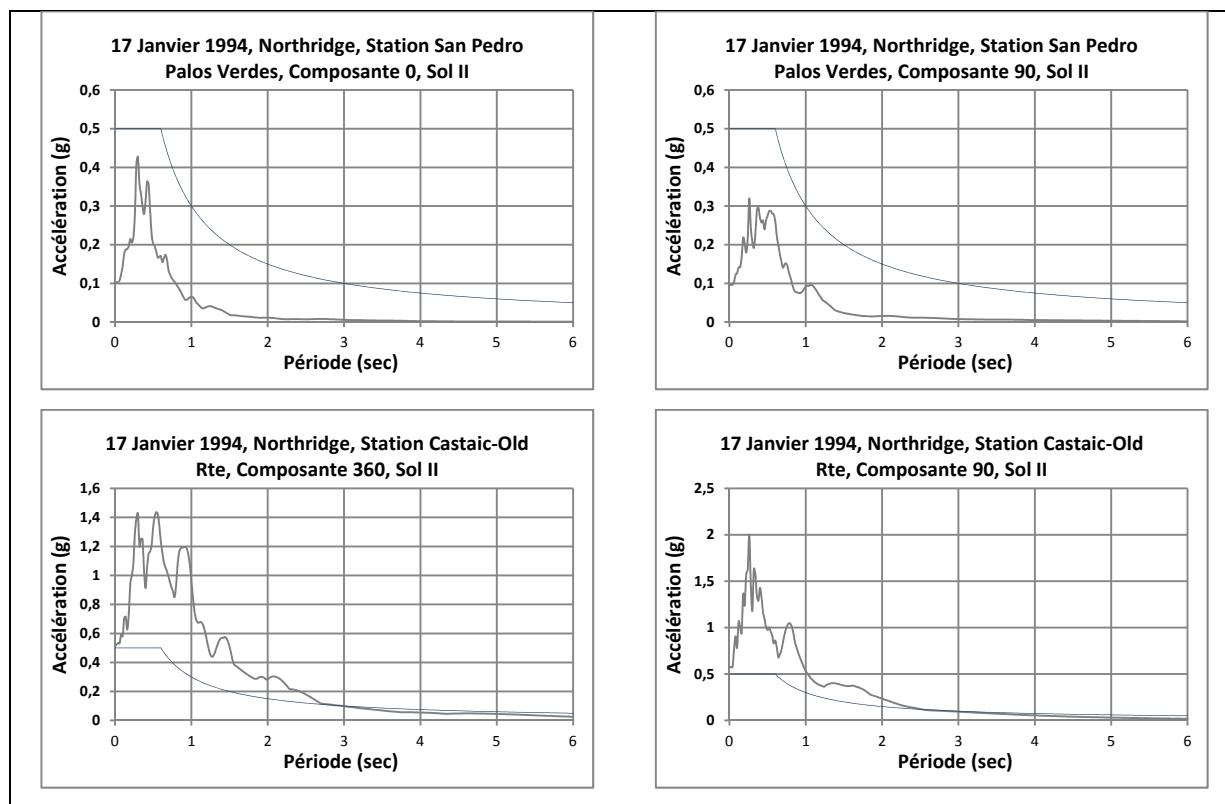 17 Janvier 1994, Northridge, Station San Pedro
Palos Verdes, Composante 0, Sol II
0,6
0,5
0,4
0,3
0,2
0,1
0
Accélération (g)
0 1 2 3 4 5 6
Période (sec)
17 Janvier 1994, Northridge, Station San Pedro
Palos Verdes, Composante 90, Sol II
0,6
0,5
0,4
0,3
0,2
0,1
0
Accélération (g)
0 1 2 3 4 5 6
Période (sec)
17 Janvier 1994, Northridge, Station Castaic-Old
Rte, Composante 360, Sol II
1,6
1,4
1,2
1
0,8
0,6
0,4
0,2
0
Accélération (g)
0 1 2 3 4 5 6
Période (sec)
17 Janvier 1994, Northridge, Station Castaic-Old
Rte, Composante 90, Sol II
2,5
2
1,5
1
0,5
0
Accélération (g)
0 1 2 3 4 5 6
Période (sec)